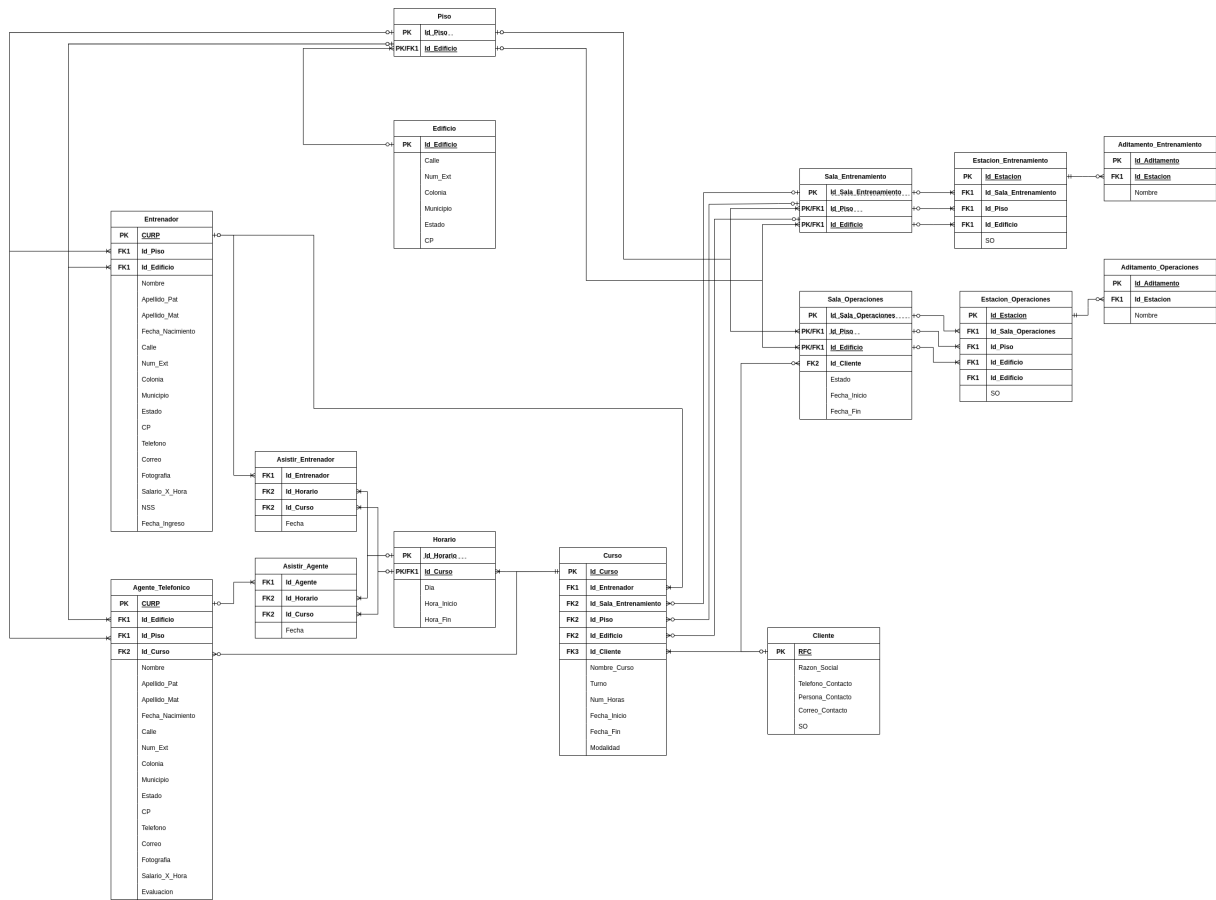 Piso
PK Id_Piso
PK/FK1 Id_Edificio
Edificio
PK Id_Edificio
Calle
Num_Ext
Colonia
Municipio
Estado
CP
Entrenador
PK CURP
FK1 Id_Piso
FK1 Id_Edificio
Nombre
Apellido_Pat
Apellido_Mat
Fecha_Nacimiento
Calle
Num_Ext
Colonia
Municipio
Estado
CP
Telefono
Correo
Fotografia
Salario_X_Hora
NSS
Fecha_Ingreso
Agente_Telefonico
PK CURP
FK1 Id_Edificio
FK1 Id_Piso
FK2 Id_Curso
Nombre
Apellido_Pat
Apellido_Mat
Fecha_Nacimiento
Calle
Num_Ext
Colonia
Municipio
Estado
CP
Telefono
Correo
Fotografia
Salario_X_Hora
Evaluacion
Asistir_Entrenador
FK1 Id_Entrenador
FK2 Id_Horario
FK2 Id_Curso
Fecha
Asistir_Agente
FK1 Id_Agente
FK2 Id_Horario
FK2 Id_Curso
Fecha
Horario
PK Id_Horario
PK/FK1 Id_Curso
Dia
Hora_Inicio
Hora_Fin
Curso
PK Id_Curso
FK1 Id_Entrenador
FK2 Id_Sala_Entrenamiento
FK2 Id_Piso
FK2 Id_Edificio
FK3 Id_Cliente
Nombre_Curso
Turno
Num_Horas
Fecha_Inicio
Fecha_Fin
Modalidad
Cliente
PK RFC
Razon_Social
Telefono_Contacto
Persona_Contacto
Correo_Contacto
SO
Sala_Entrenamiento
PK Id_Sala_Entrenamiento
PK/FK1 Id_Piso
PK/FK1 Id_Edificio
Sala_Operaciones
PK Id_Sala_Operaciones
PK/FK1 Id_Piso
PK/FK1 Id_Edificio
FK2 Id_Cliente
Estado
Fecha_Inicio
Fecha_Fin
Estacion_Entrenamiento
PK Id_Estacion
FK1 Id_Sala_Entrenamiento
FK1 Id_Piso
FK1 Id_Edificio
SO
Estacion_Operaciones
PK Id_Estacion
FK1 Id_Sala_Operaciones
FK1 Id_Piso
FK1 Id_Edificio
FK1 Id_Edificio
SO
Aditamento_Entrenamiento
PK Id_Aditamento
FK1 Id_Estacion
Nombre
Aditamento_Operaciones
PK Id_Aditamento
FK1 Id_Estacion
Nombre